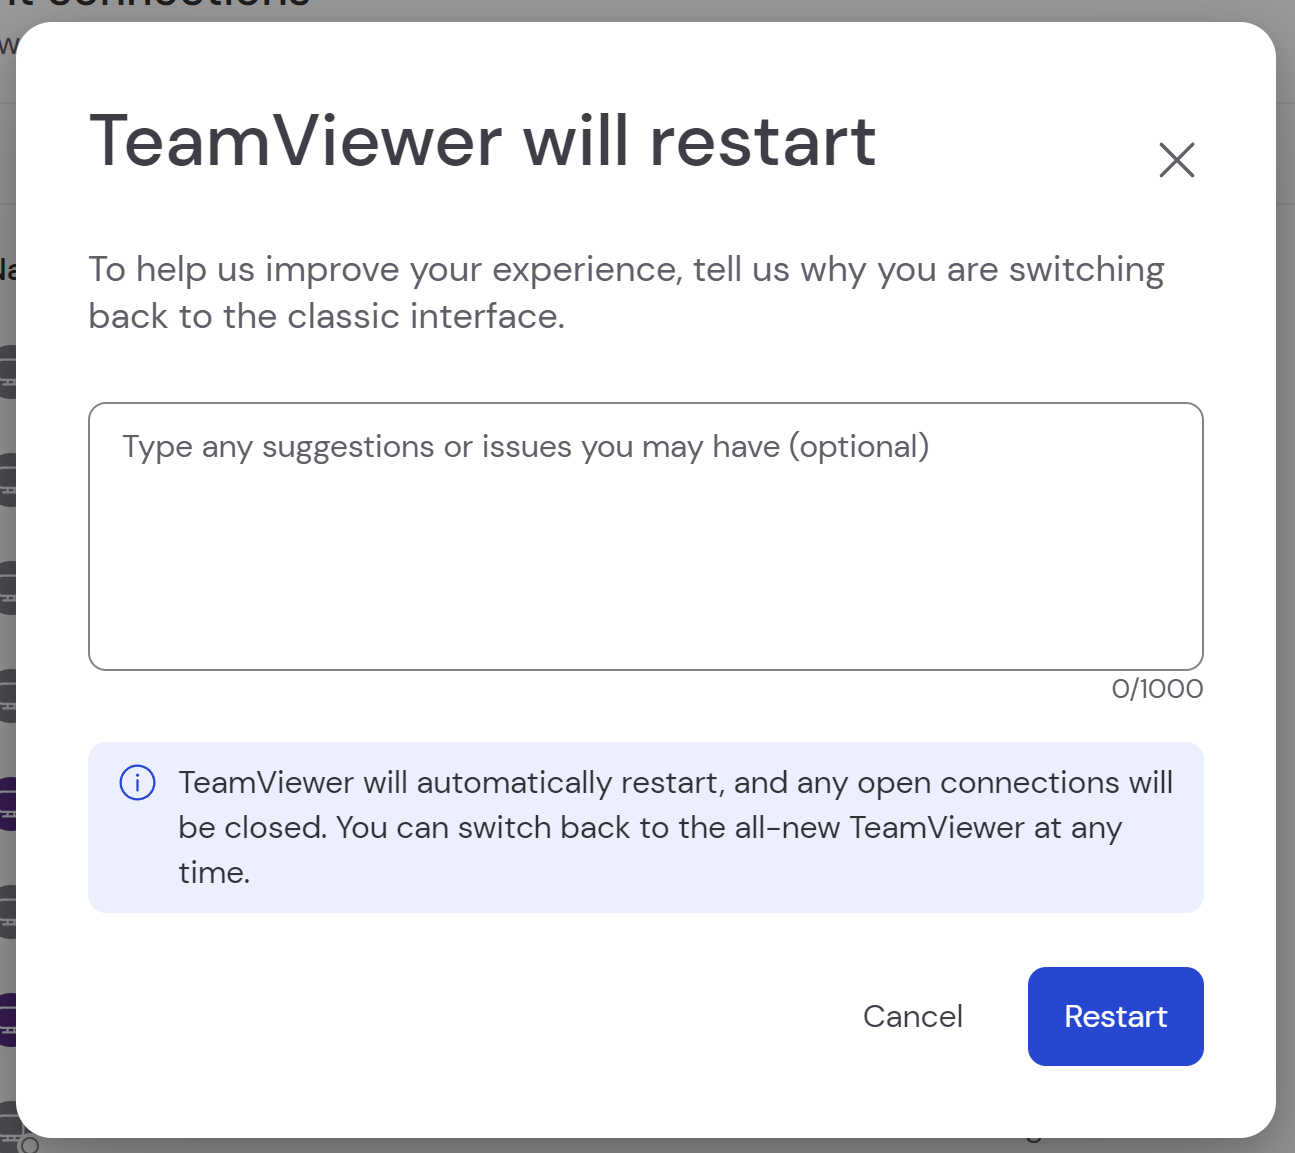 connections
TeamViewer will restart
To help us improve your experience, tell us why you are switching
back to the classic interface.
Type any suggestions or issues you may have (optional)
0/1000
TeamViewer will automatically restart, and any open connections will
be closed. You can switch back to the all-new TeamViewer at any
time.
Cancel
Restart